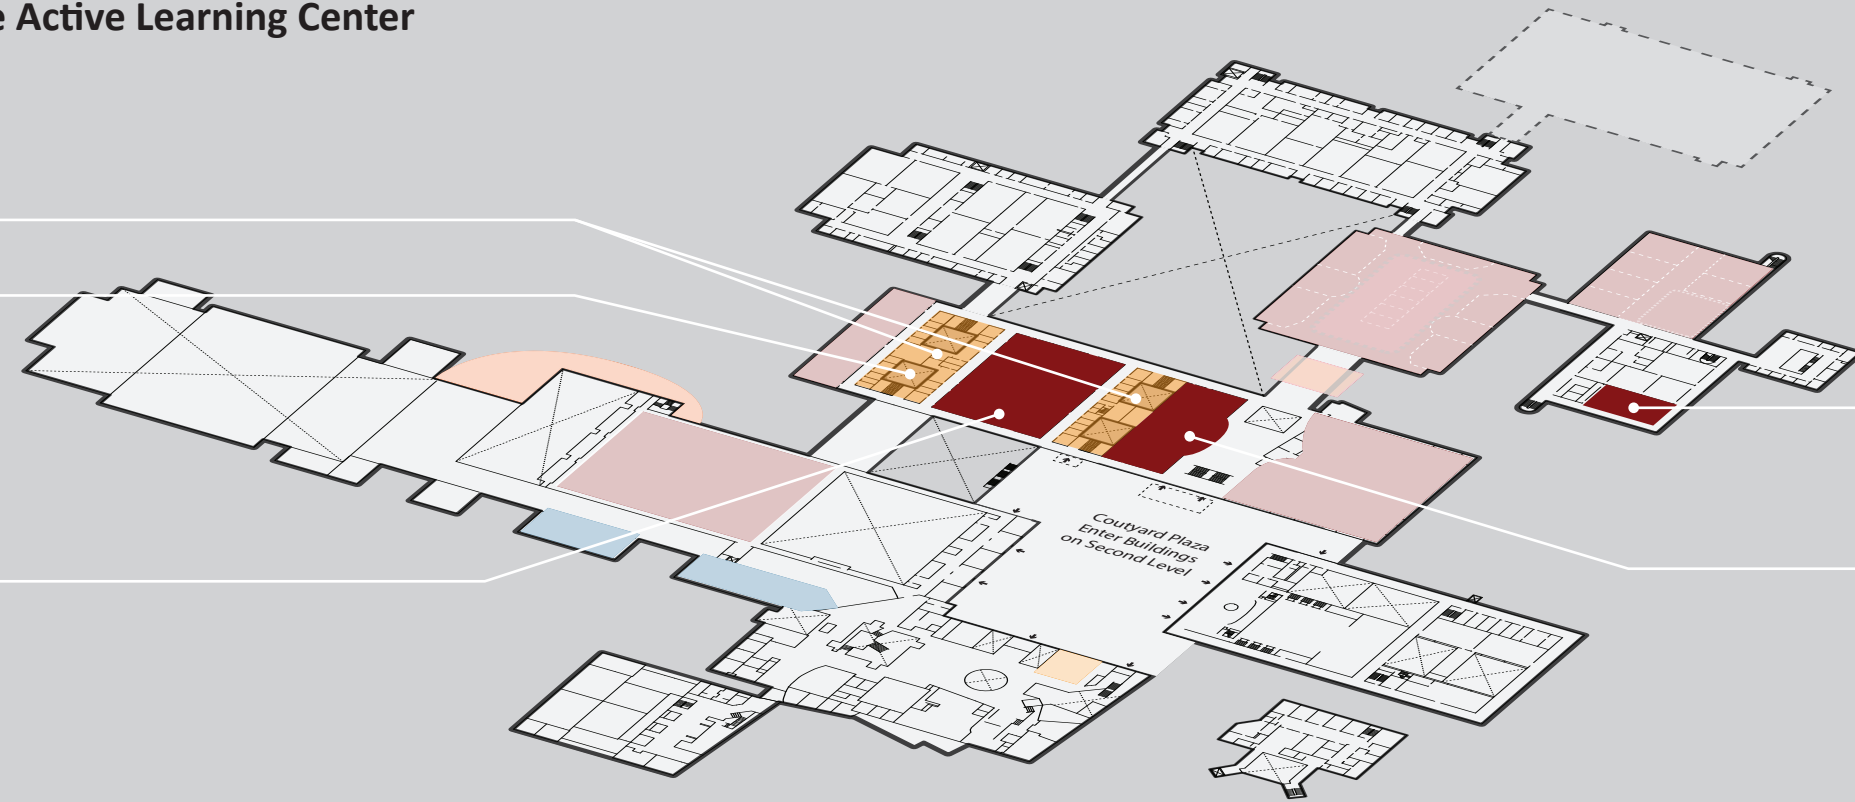 e Active Learning Center
Coutyard Plaza
Enter Buildings
on Second Level